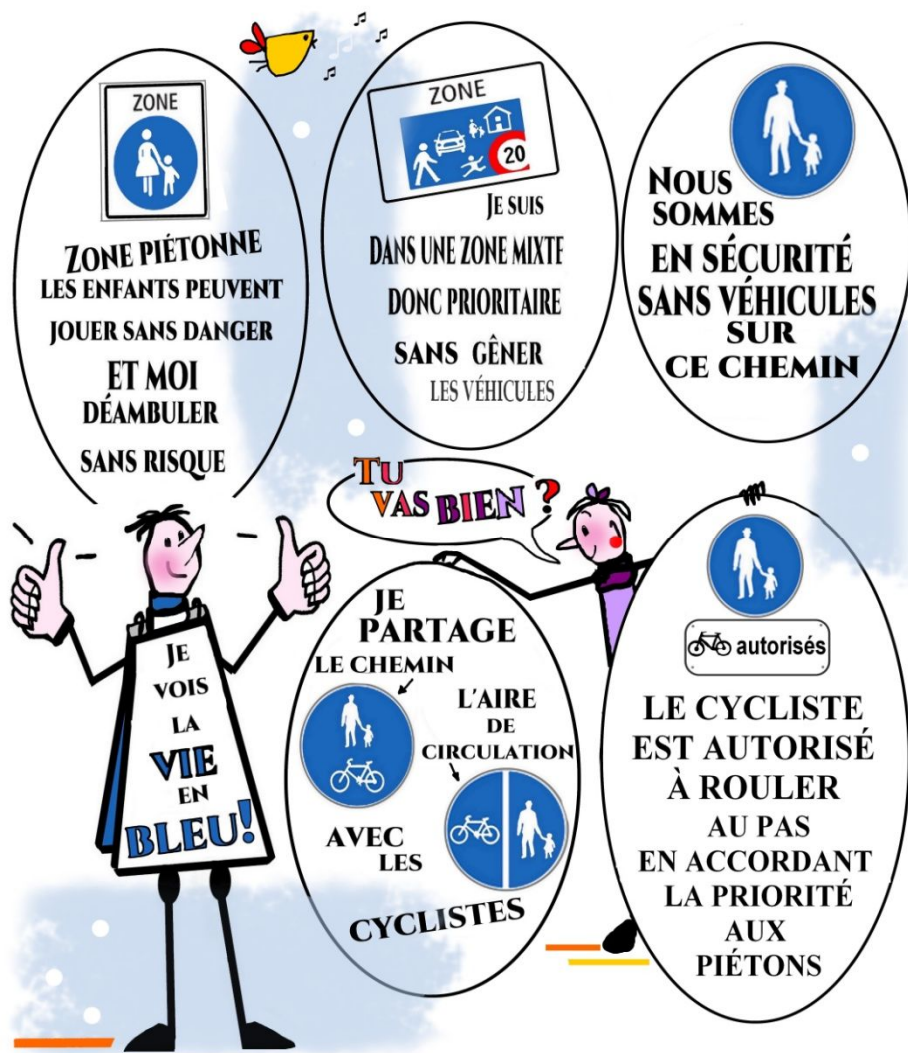 ZONE
ZONE PIÉTONNE
LES ENFANTS PEUVENT
JOUER SANS DANGER
ET MOI
DÉAMBULER
SANS RISQUE
ZONE
20
JE SUIS
DANS UNE ZONE MIXTE
DONC PRIORITAIRE
SANS GÊNER
LES VÉHICULES
NOUS
SOMMES
EN SÉCURITÉ
SANS VÉHICULES
SUR
CE CHEMIN
TU
VAS BIEN ?
JE
VOIS
LA
VIE
EN
BLEU!
JE
PARTAGE
LE CHEMIN
L'AIRE
DE
CIRCULATION
AVEC
LES
CYCLISTES
autorisés
LE CYCLISTE
EST AUTORISÉ
À ROULER
AU PAS
EN ACCORDANT
LA PRIORITÉ
AUX
PIÉTONS